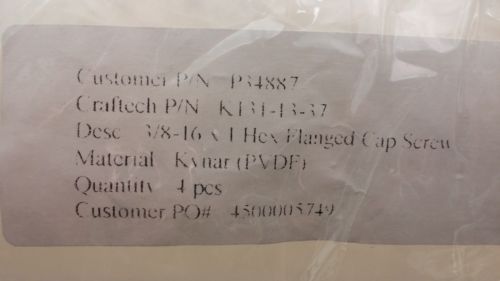 Customer P/N P34887
Craftech P/N K131-13-37
Desc 3/8-16 x 1 Hex Flanged Cap Screw
Material Kynar (PVDF)
Quantity 4 pcs
Customer PO# 4500005749